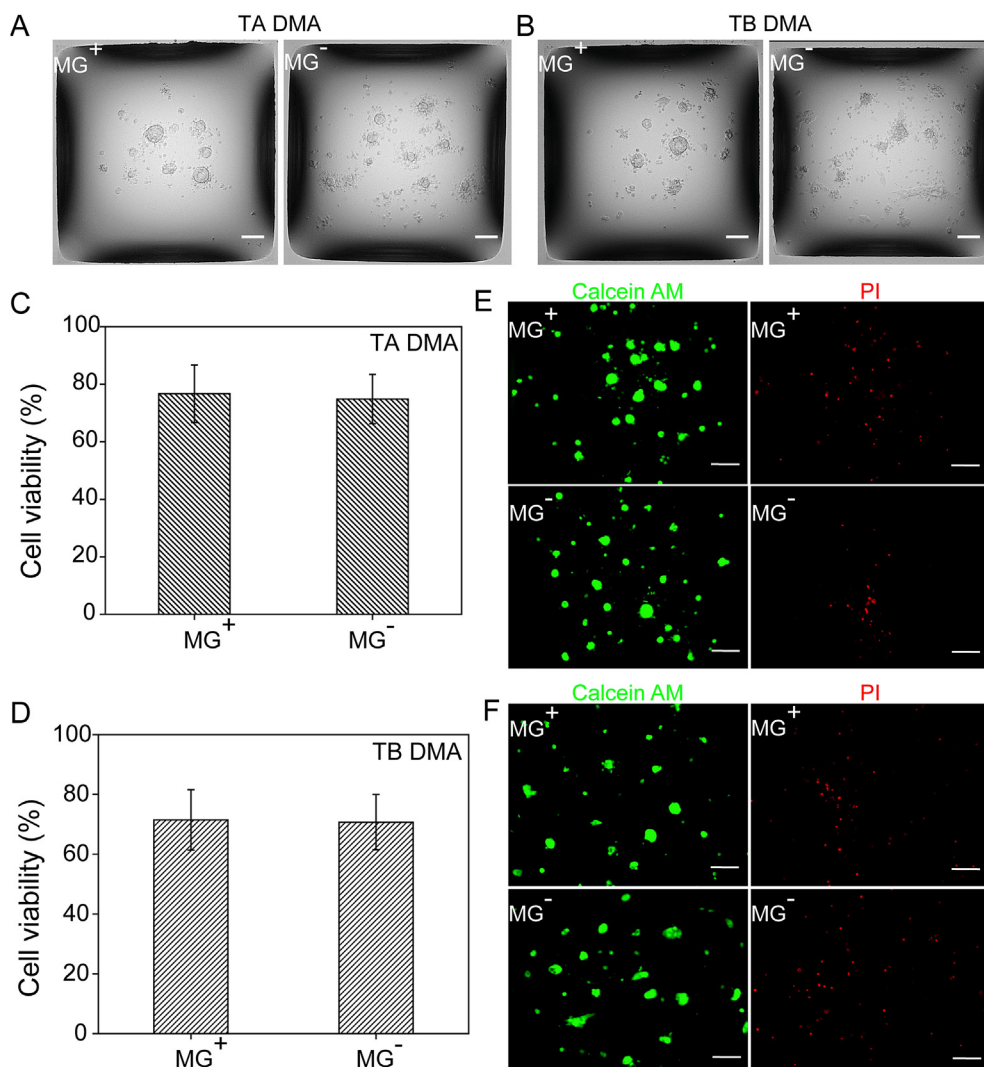 A
TA DMA
MG+
MG-
B
TB DMA
MG+
MG-
C
100
80
60
40
20
0
Cell viability (%)
TA DMA
MG+
MG-
D
100
80
60
40
20
0
Cell viability (%)
TB DMA
MG+
MG-
E
Calcein AM
PI
MG+
MG+
MG-
MG-
F
Calcein AM
PI
MG+
MG+
MG-
MG-